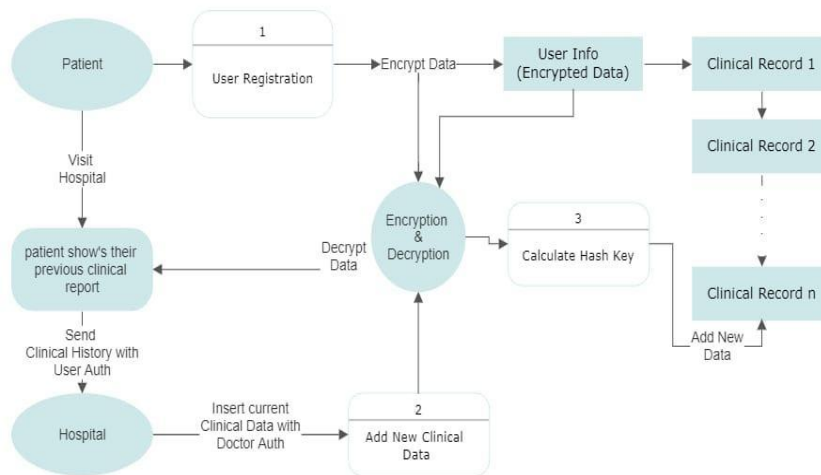 1
Patient
User Registration
Encrypt Data
User Info
(Encrypted Data)
Clinical Record 1
Clinical Record 2
Visit
Hospital
Encryption
&
Decryption
3
Calculate Hash Key
patient show's their
previous clinical
report
Decrypt
Data
Clinical Record n
Send
Clinical History with
User Auth
Add New
Data
Hospital
Insert current
Clinical Data with
Doctor Auth
2
Add New Clinical
Data